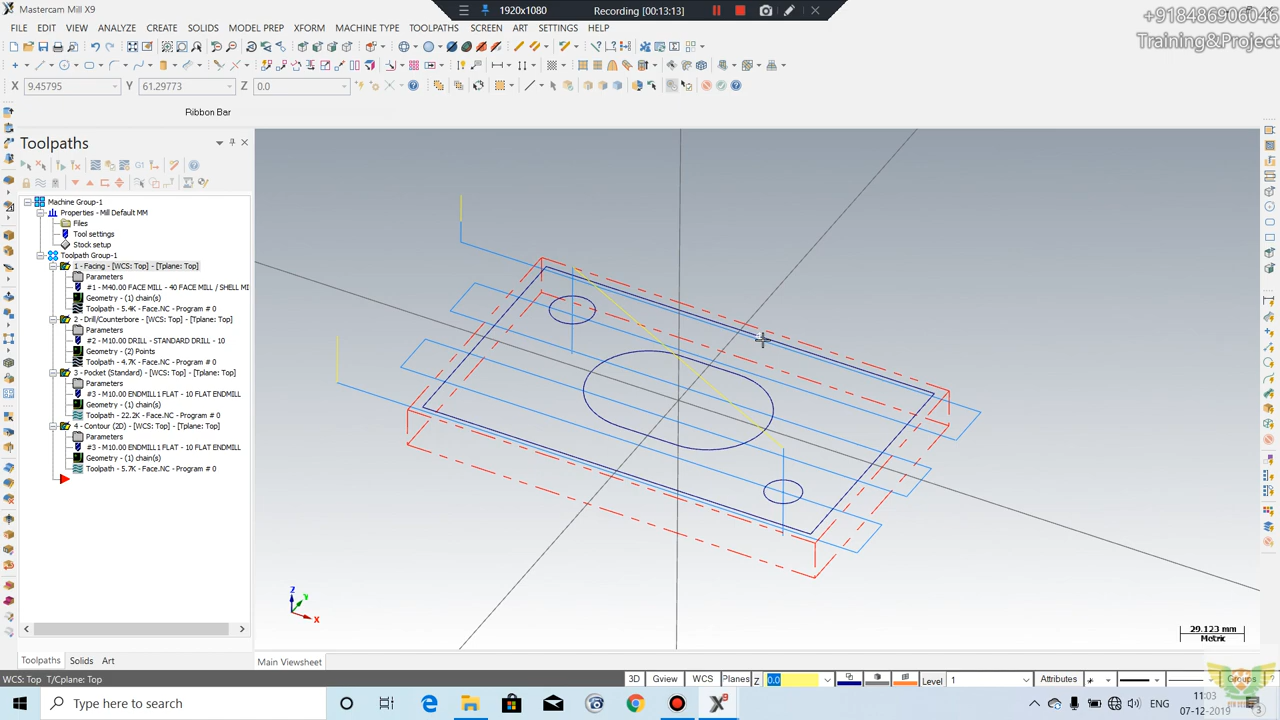 Mastercam Mill X9
1920x1080
Recording [00:13:13]
+918486906046
Training&Project
FILE EDIT VIEW ANALYZE CREATE SOLIDS MODEL PREP XFORM MACHINE TYPE TOOLPATHS SCREEN ART SETTINGS HELP
X 9.45795 Y 61.29773 Z 0.0
Ribbon Bar
Toolpaths
Machine Group-1
Properties - Mill Default MM
Files
Tool settings
Stock setup
Toolpath Group-1
1 - Facing - [WCS: Top] - [Tplane: Top]
Parameters
#1 - M40.00 FACE MILL - 40 FACE MILL / SHELL MI
Geometry - (1) chain(s)
Toolpath - 5.4K - Face.NC - Program # 0
2 - Drill/Counterbore - [WCS: Top] - [Tplane: Top]
Parameters
#2 - M10.00 DRILL - STANDARD DRILL - 10
Geometry - (2) Points
Toolpath - 4.7K - Face.NC - Program # 0
3 - Pocket (Standard) - [WCS: Top] - [Tplane: Top]
Parameters
#3 - M10.00 ENDMILL1 FLAT - 10 FLAT ENDMILL
Geometry - (1) chain(s)
Toolpath - 22.2K - Face.NC - Program # 0
4 - Contour (2D) - [WCS: Top] - [Tplane: Top]
Parameters
#3 - M10.00 ENDMILL1 FLAT - 10 FLAT ENDMILL
Geometry - (1) chain(s)
Toolpath - 5.7K - Face.NC - Program # 0
Z
Y
X
29.123 mm
Metric
Toolpaths Solids Art
Main Viewsheet
WCS: Top T/Cplane: Top
3D Gview WCS Planes Z 0.0 Level 1 Attributes Groups ?
Type here to search
ENG
11:03
07-12-2019